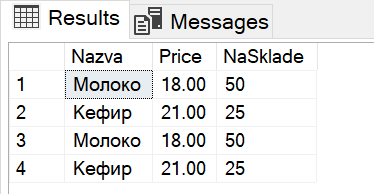 Results Messages
Nazva Price NaSklade
1 Молоко 18.00 50
2 Кефир 21.00 25
3 Молоко 18.00 50
4 Кефир 21.00 25